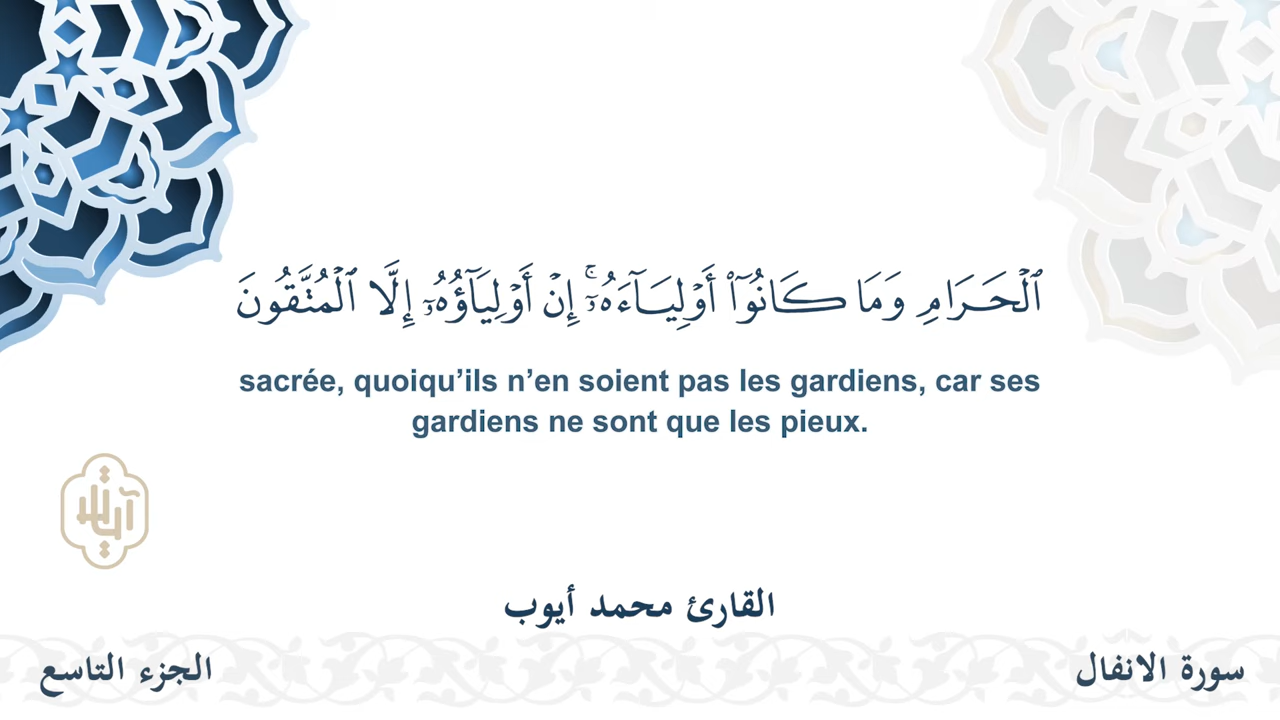 ٱلْحَرَامِ وَمَا كَانُوٓا۟ أَوْلِيَآءَهُۥٓ ۚ إِنْ أَوْلِيَآؤُهُۥٓ إِلَّا ٱلْمُتَّقُونَ
sacrée, quoiqu’ils n’en soient pas les gardiens, car ses
gardiens ne sont que les pieux.
القارئ محمد أيوب
سورة الانفال
الجزء التاسع